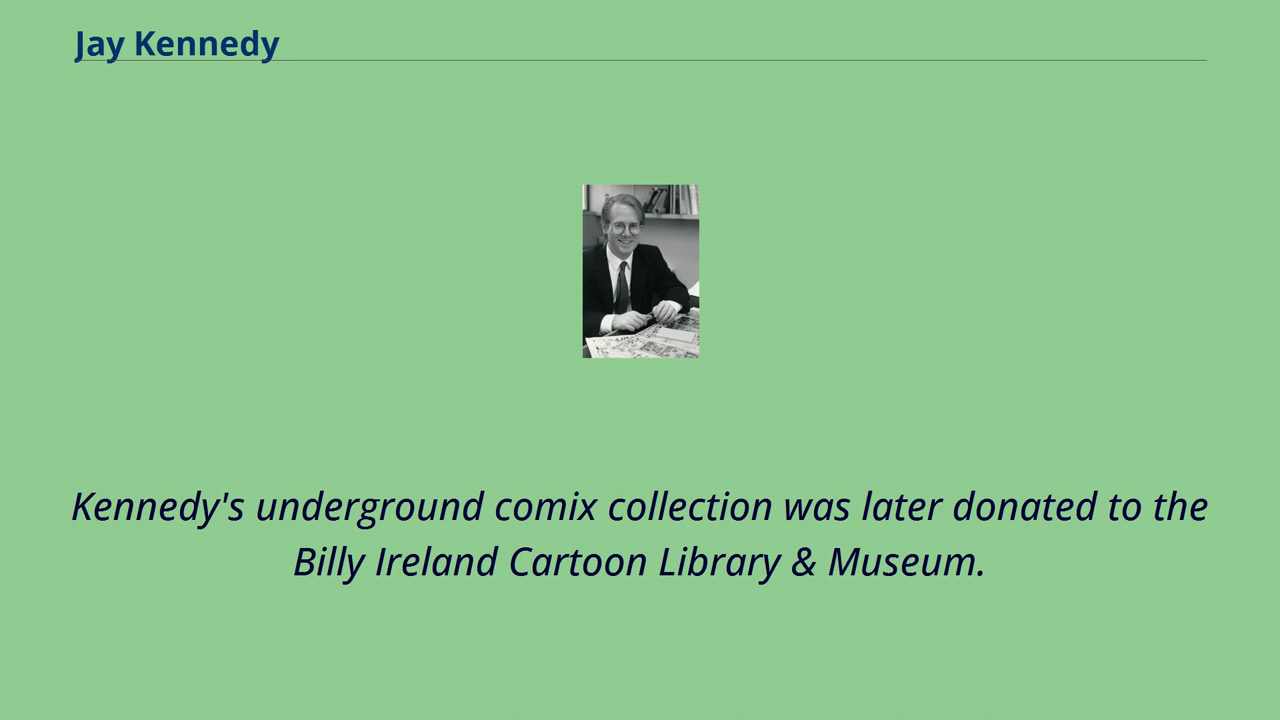 Jay Kennedy
Kennedy's underground comix collection was later donated to the
Billy Ireland Cartoon Library & Museum.